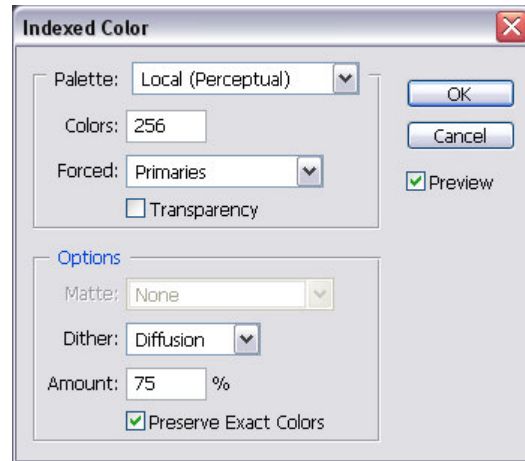 Indexed Color
Palette: Local (Perceptual)
OK
Colors: 256
Cancel
Forced: Primaries
Preview
Transparency
Options
Matte: None
Dither: Diffusion
Amount: 75 %
Preserve Exact Colors